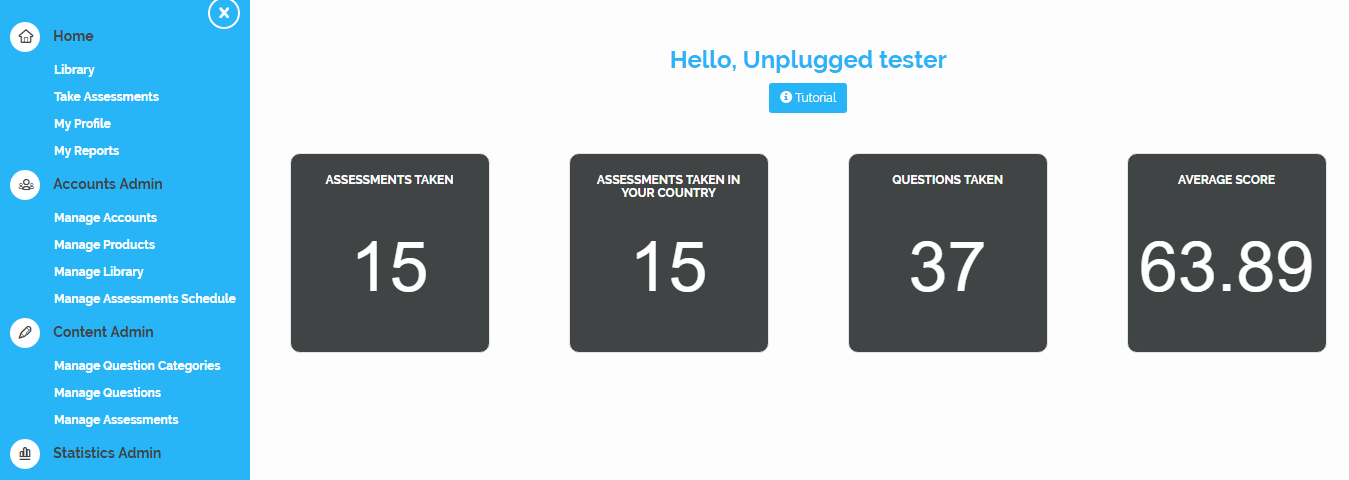 Home
Library
Take Assessments
My Profile
My Reports
Accounts Admin
Manage Accounts
Manage Products
Manage Library
Manage Assessments Schedule
Content Admin
Manage Question Categories
Manage Questions
Manage Assessments
Statistics Admin
Hello, Unplugged tester
Tutorial
ASSESSMENTS TAKEN
15
ASSESSMENTS TAKEN IN
YOUR COUNTRY
15
QUESTIONS TAKEN
37
AVERAGE SCORE
63.89